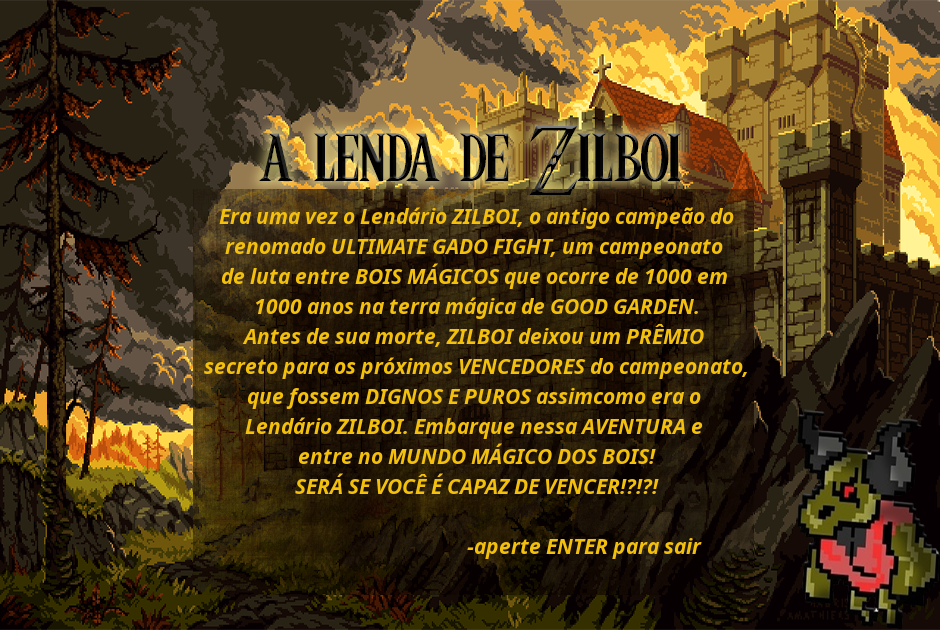 A LENDA DE ZILBOI
Era uma vez o Lendário ZILBOI, o antigo campeão do
renomado ULTIMATE GADO FIGHT, um campeonato
de luta entre BOIS MÁGICOS que ocorre de 1000 em
1000 anos na terra mágica de GOOD GARDEN.
Antes de sua morte, ZILBOI deixou um PRÊMIO
secreto para os próximos VENCEDORES do campeonato,
que fossem DIGNOS E PUROS assimcomo era o
Lendário ZILBOI. Embarque nessa AVENTURA e
entre no MUNDO MÁGICO DOS BOIS!
SERÁ SE VOCÊ É CAPAZ DE VENCER!?!?!
-aperte ENTER para sair